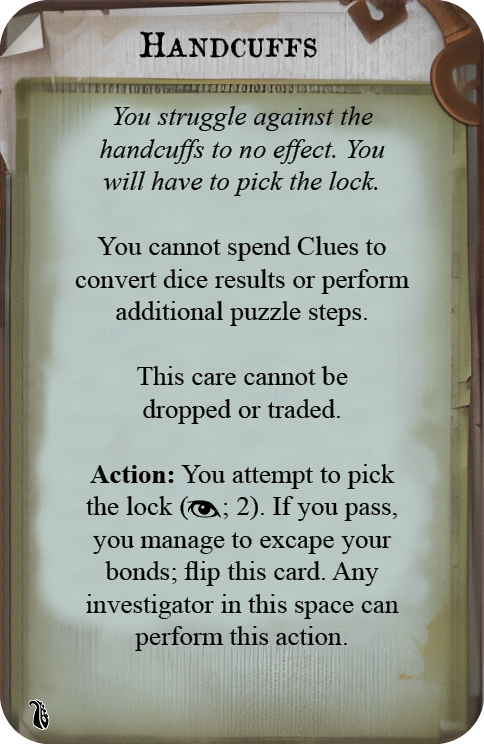 Handcuffs
You struggle against the
handcuffs to no effect. You
will have to pick the lock.
You cannot spend Clues to
convert dice results or perform
additional puzzle steps.
This care cannot be
dropped or traded.
Action: You attempt to pick
the lock (; 2). If you pass,
you manage to excape your
bonds; flip this card. Any
investigator in this space can
perform this action.